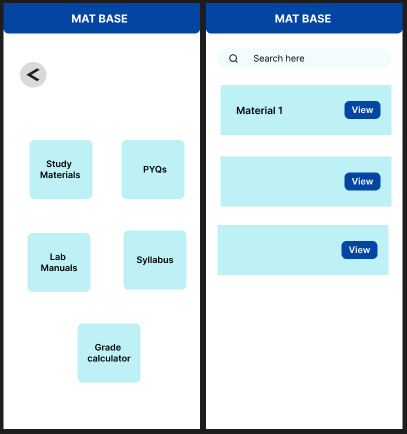 MAT BASE
Study
Materials
PYQs
Lab
Manuals
Syllabus
Grade
calculator
MAT BASE
Search here
Material 1
View
View
View